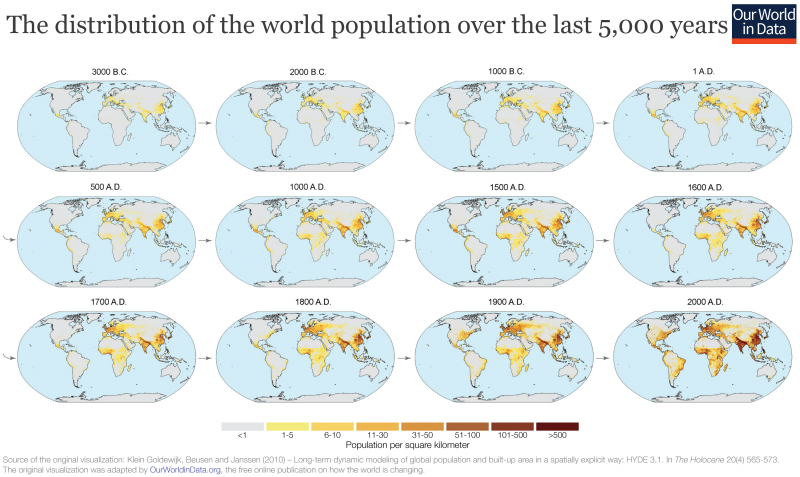 The distribution of the world population over the last 5,000 years
Our World
in Data
3000 B.C.
2000 B.C.
1000 B.C.
1 A.D.
500 A.D.
1000 A.D.
1500 A.D.
1600 A.D.
1700 A.D.
1800 A.D.
1900 A.D.
2000 A.D.
<1
1-5
6-10
11-30
31-50
51-100
101-500
>500
Population per square kilometer
Source of the original visualization: Klein Goldewijk, Beusen and Janssen (2010) – Long-term dynamic modeling of global population and built-up area in a spatially explicit way: HYDE 3.1. In The Holocene 20(4) 565-573.
The original visualization was adapted by OurWorldinData.org, the free online publication on how the world is changing.